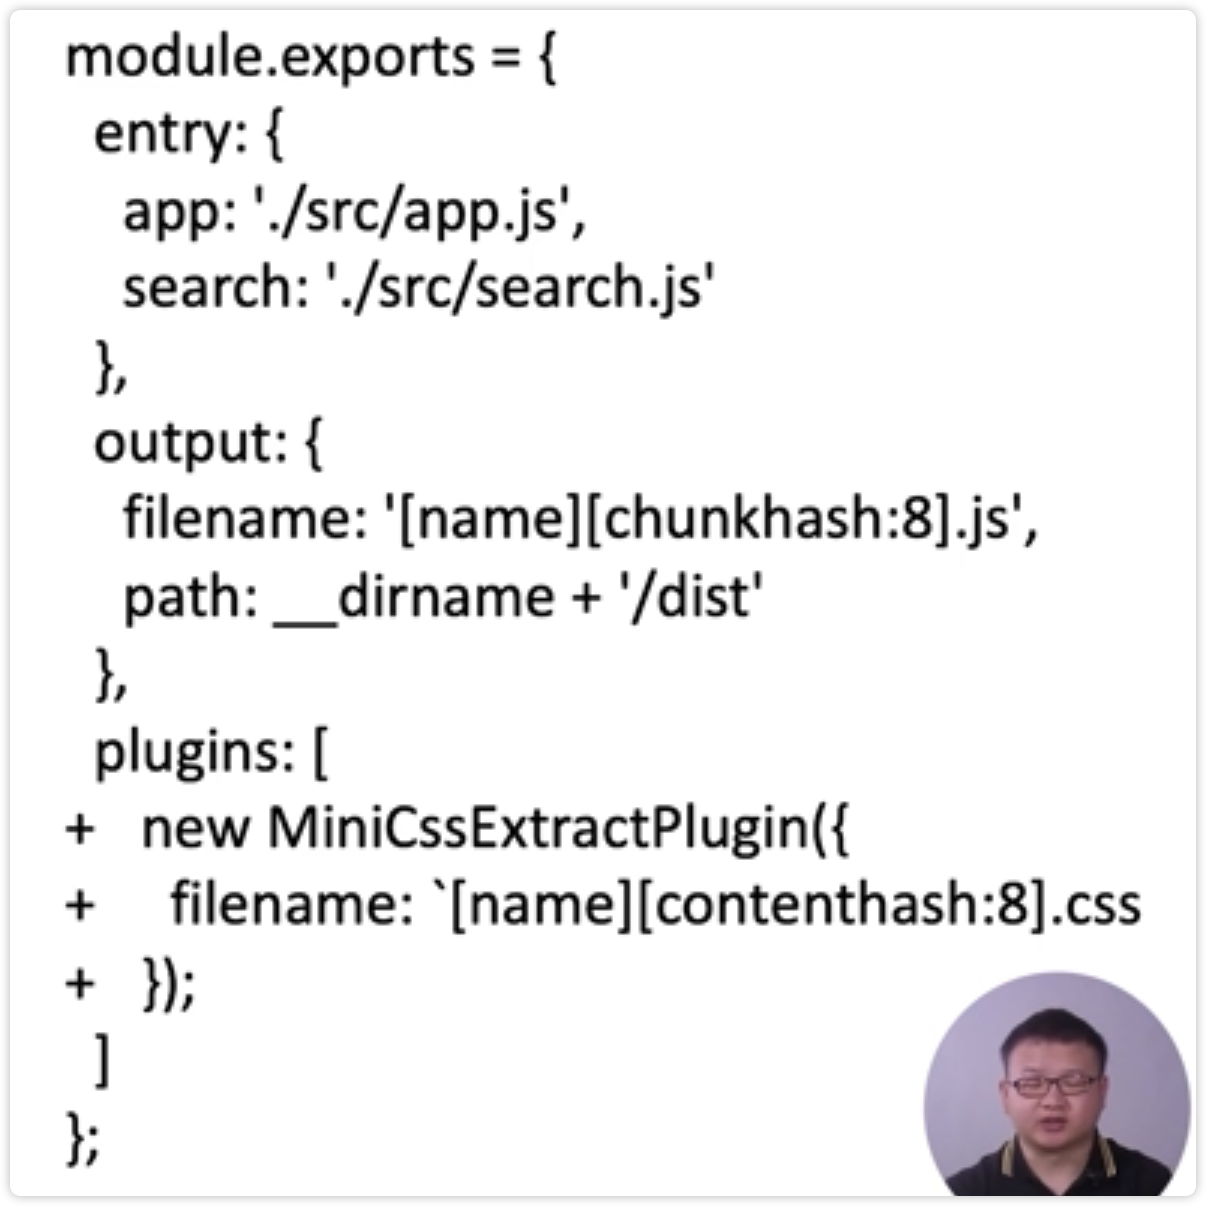 module.exports = {
entry: {
app: './src/app.js',
search: './src/search.js'
},
output: {
filename: '[name][chunkhash:8].js',
path: __dirname + '/dist'
},
plugins: [
+ new MiniCssExtractPlugin({
+ filename: `[name][contenthash:8].css
+ });
]
};